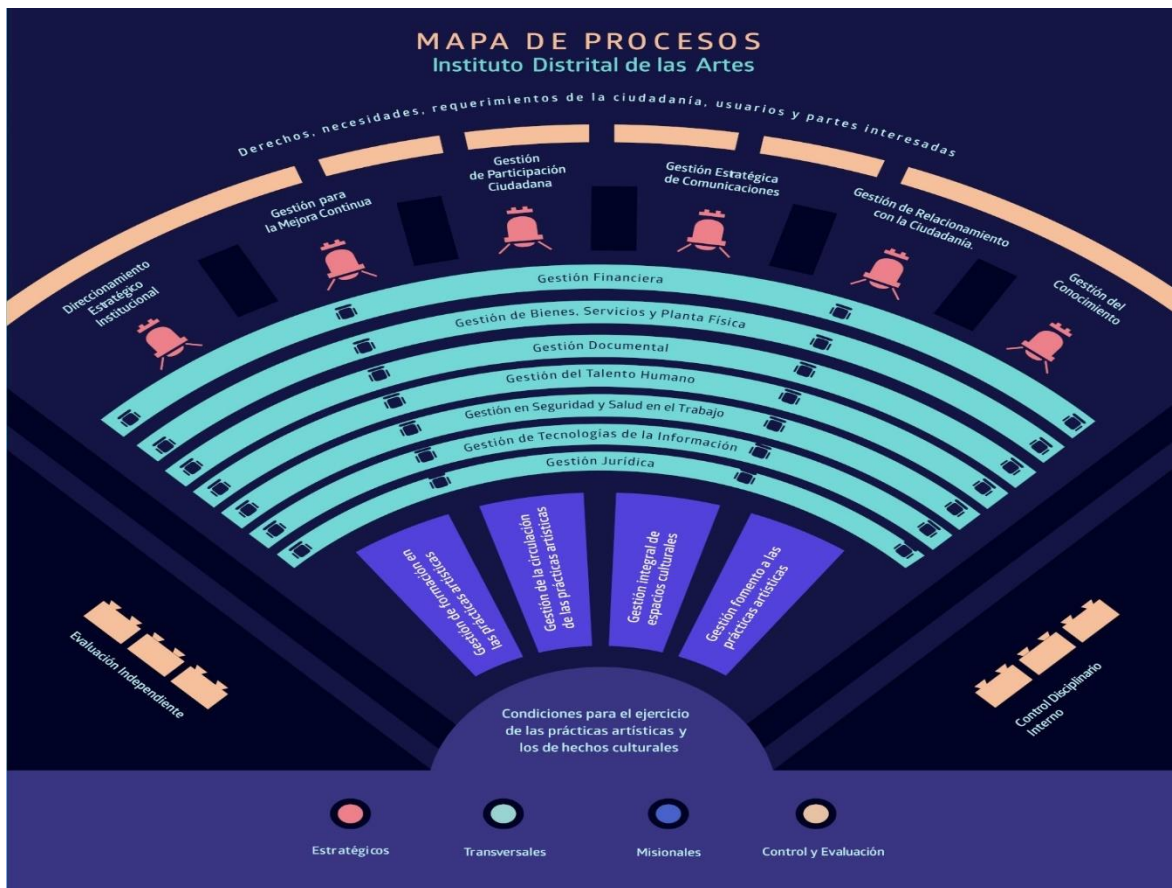 MAPA DE PROCESOS
Instituto Distrital de las Artes
Derechos, necesidades, requerimientos de la ciudadanía, usuarios y partes interesadas
Direccionamiento
Estratégico
Institucional
Gestión para
la Mejora Continua
Gestión
de Participación
Ciudadana
Gestión Estratégica
de Comunicaciones
Gestión de Relacionamiento
con la Ciudadanía.
Gestión del
Conocimiento
Gestión Financiera
Gestión de Bienes, Servicios y Planta Física
Gestión Documental
Gestión del Talento Humano
Gestión en Seguridad y Salud en el Trabajo
Gestión de Tecnologías de la Información
Gestión Jurídica
Gestión de formación en
las prácticas artísticas
Gestión de la circulación
de las prácticas artísticas
Gestión integral de
espacios culturales
Gestión fomento a las
prácticas artísticas
Evaluación Independiente
Control Disciplinario
Interno
Condiciones para el ejercicio
de las prácticas artísticas y
los de hechos culturales
Estratégicos
Transversales
Misionales
Control y Evaluación